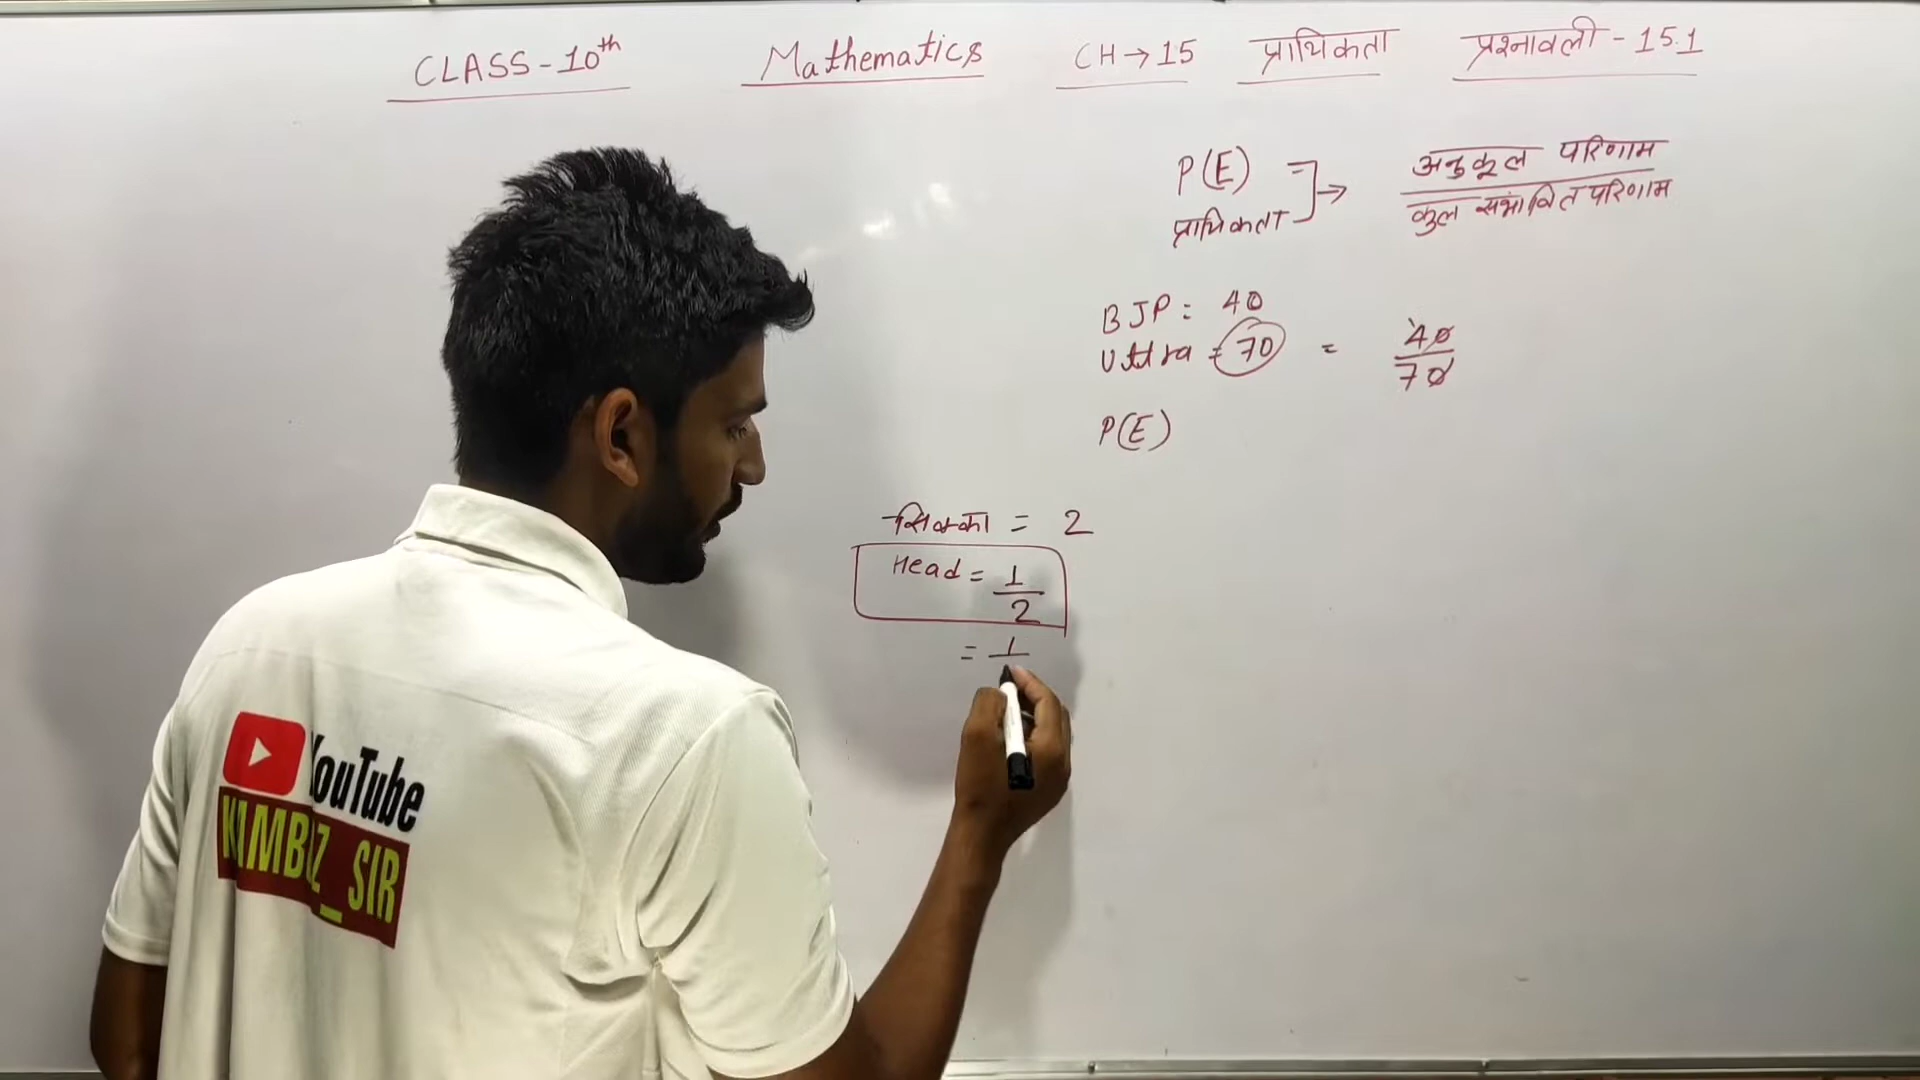 CLASS-10th Mathematics CH→15 प्रायिकता प्रश्नावली-15.1
P(E) = अनुकूल परिणाम
प्रायिकता → कुल संभावित परिणाम
BJP = 40
Uttra = 70 = 40/70
P(E)
सिक्का = 2
Head = 1/2
= 1
YouTube